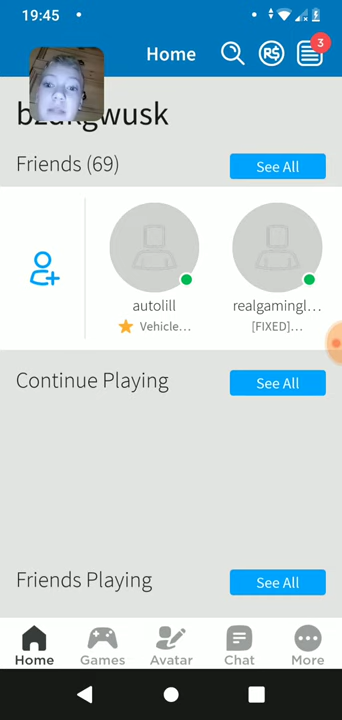 19:45
Home
R$
3
Friends (69)
See All
autolill
realgamingl...
Vehicle...
[FIXED]...
Continue Playing
See All
Friends Playing
See All
Home
Games
Avatar
Chat
More